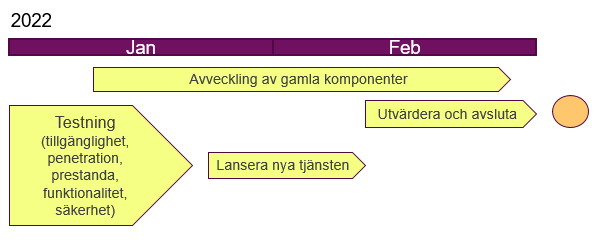 2022
Jan
Feb
Avveckling av gamla komponenter
Utvärdera och avsluta
Testning
(tillgänglighet,
penetration,
prestanda,
funktionalitet,
säkerhet)
Lansera nya tjänsten